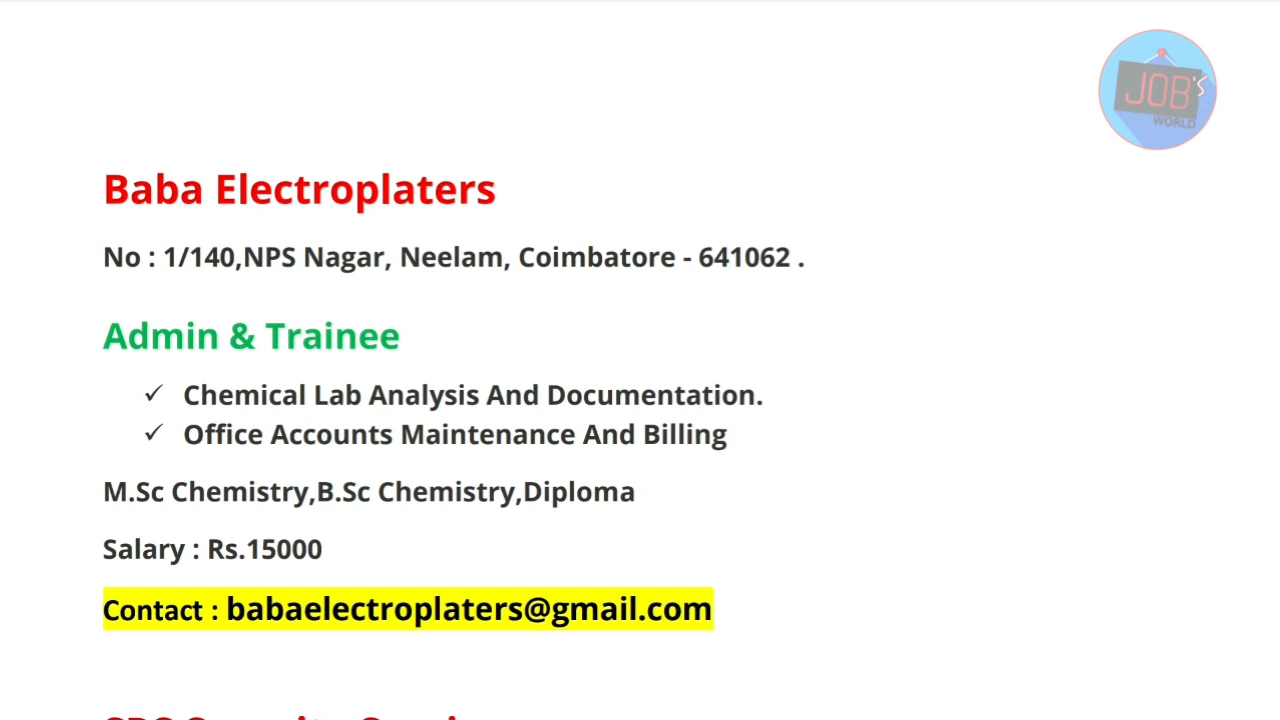 JOB'S
WORLD
Baba Electroplaters
No : 1/140,NPS Nagar, Neelam, Coimbatore - 641062 .
Admin & Trainee
✓ Chemical Lab Analysis And Documentation.
✓ Office Accounts Maintenance And Billing
M.Sc Chemistry,B.Sc Chemistry,Diploma
Salary : Rs.15000
Contact : babaelectroplaters@gmail.com